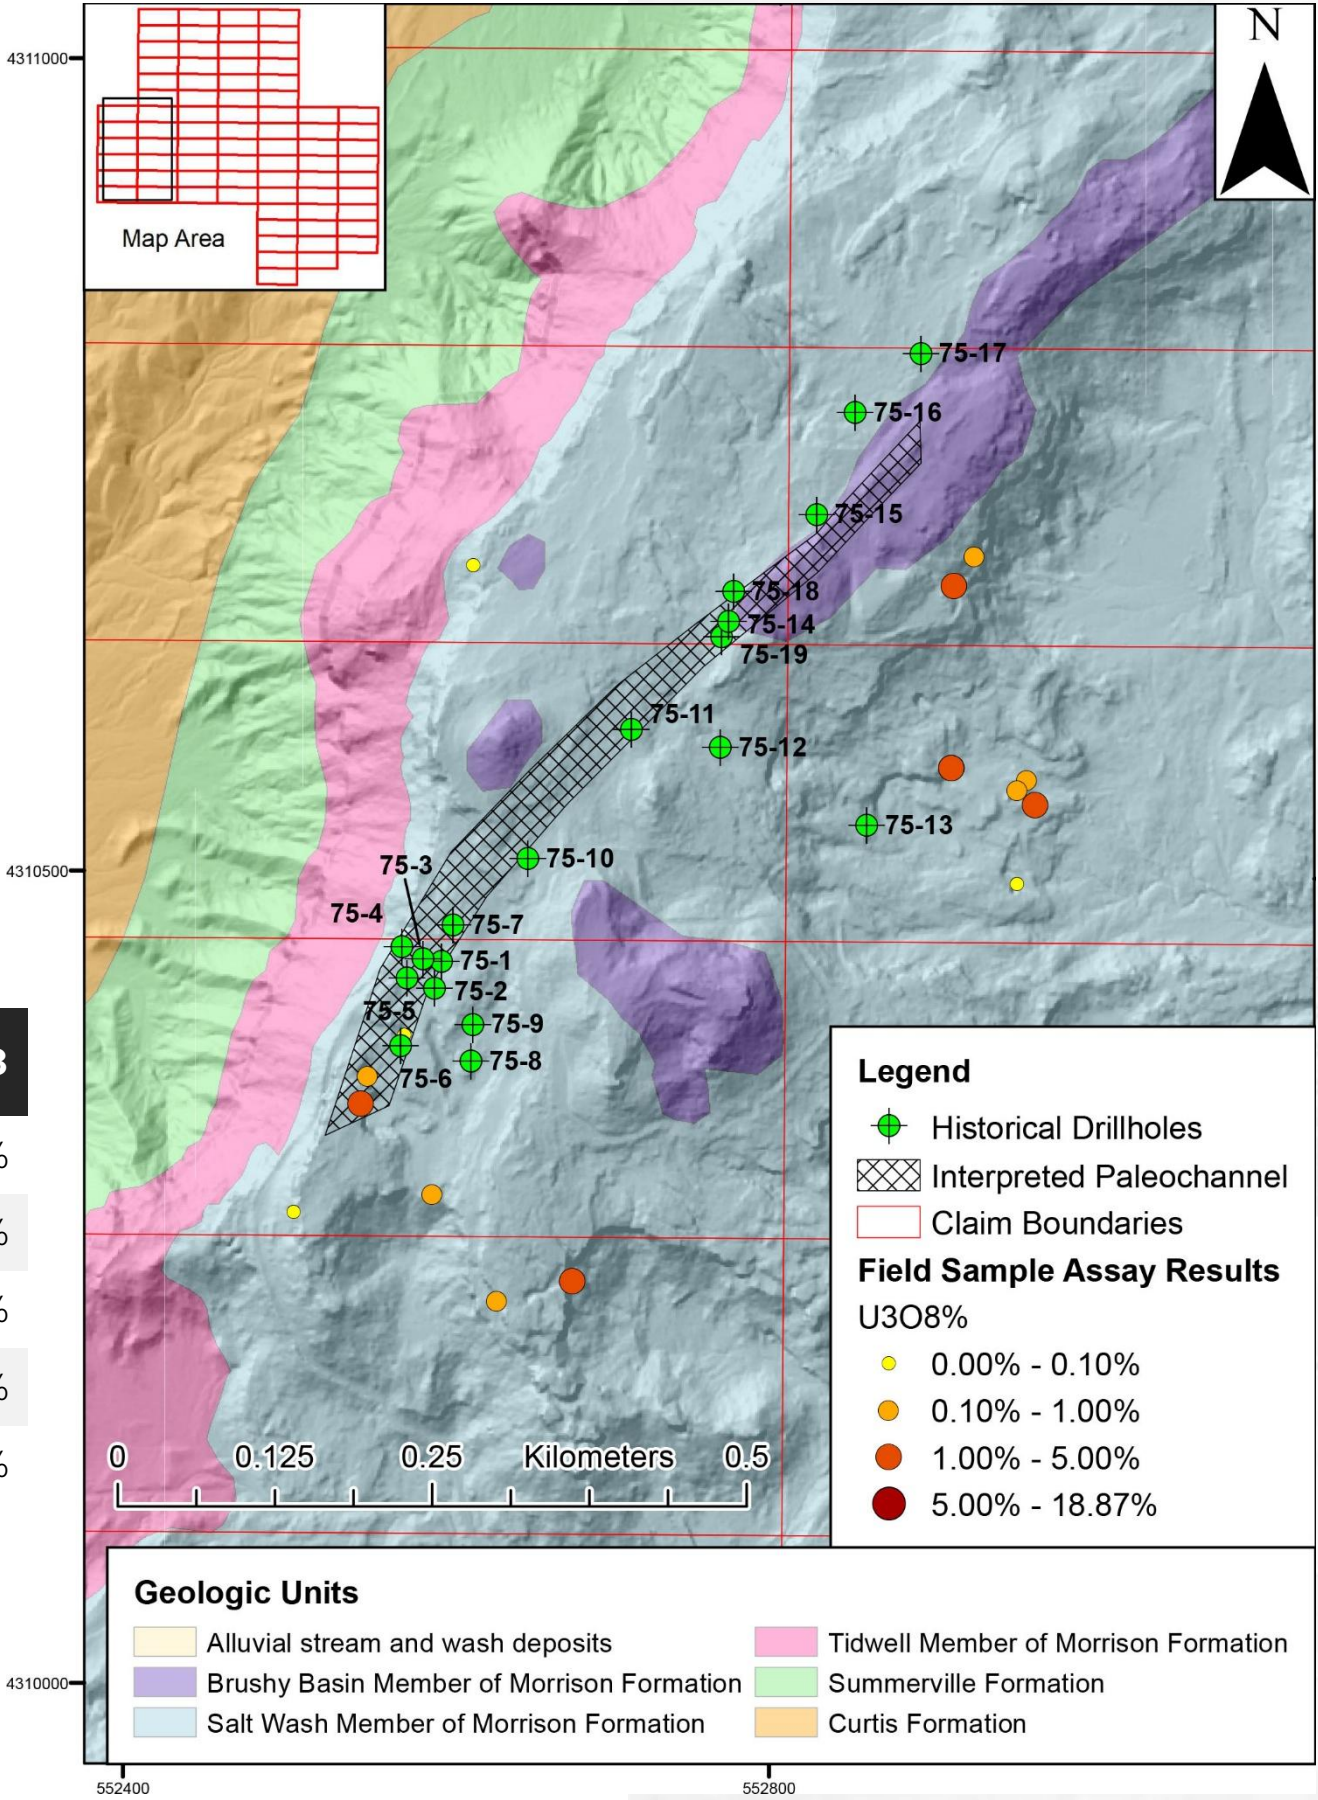 4311000
N
Map Area
75-17
75-16
75-15
75-18
75-14
75-19
75-11
75-12
75-13
75-3
75-10
4310500
75-4
75-7
75-1
75-2
75-5
75-9
75-8
75-6
3
%
%
%
%
%
Legend
Historical Drillholes
Interpreted Paleochannel
Claim Boundaries
Field Sample Assay Results
U3O8%
0.00% - 0.10%
0.10% - 1.00%
1.00% - 5.00%
5.00% - 18.87%
0 0.125 0.25 Kilometers 0.5
Geologic Units
Alluvial stream and wash deposits
Brushy Basin Member of Morrison Formation
Salt Wash Member of Morrison Formation
Tidwell Member of Morrison Formation
Summerville Formation
Curtis Formation
4310000
552400 552800